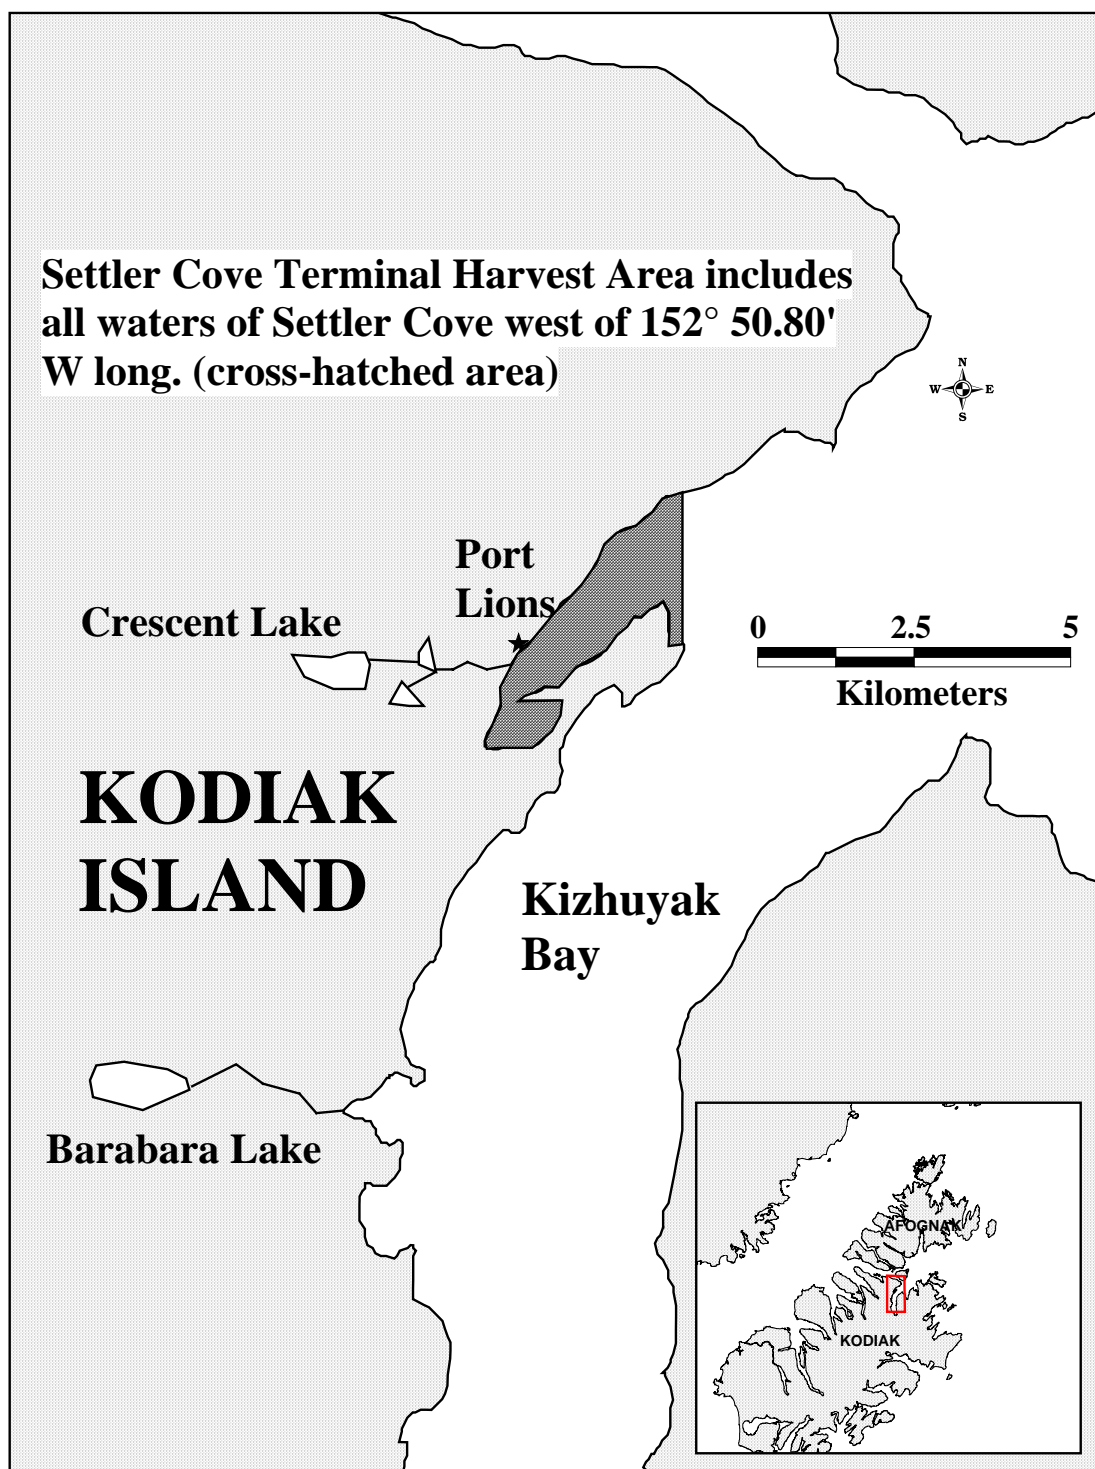 Settler Cove Terminal Harvest Area includes
all waters of Settler Cove west of 152° 50.80'
W long. (cross-hatched area)
N
W E
S
Port
Lions
Crescent Lake
0 2.5 5
Kilometers
KODIAK
ISLAND
Kizhuyak
Bay
Barabara Lake
AFOGNAK
KODIAK